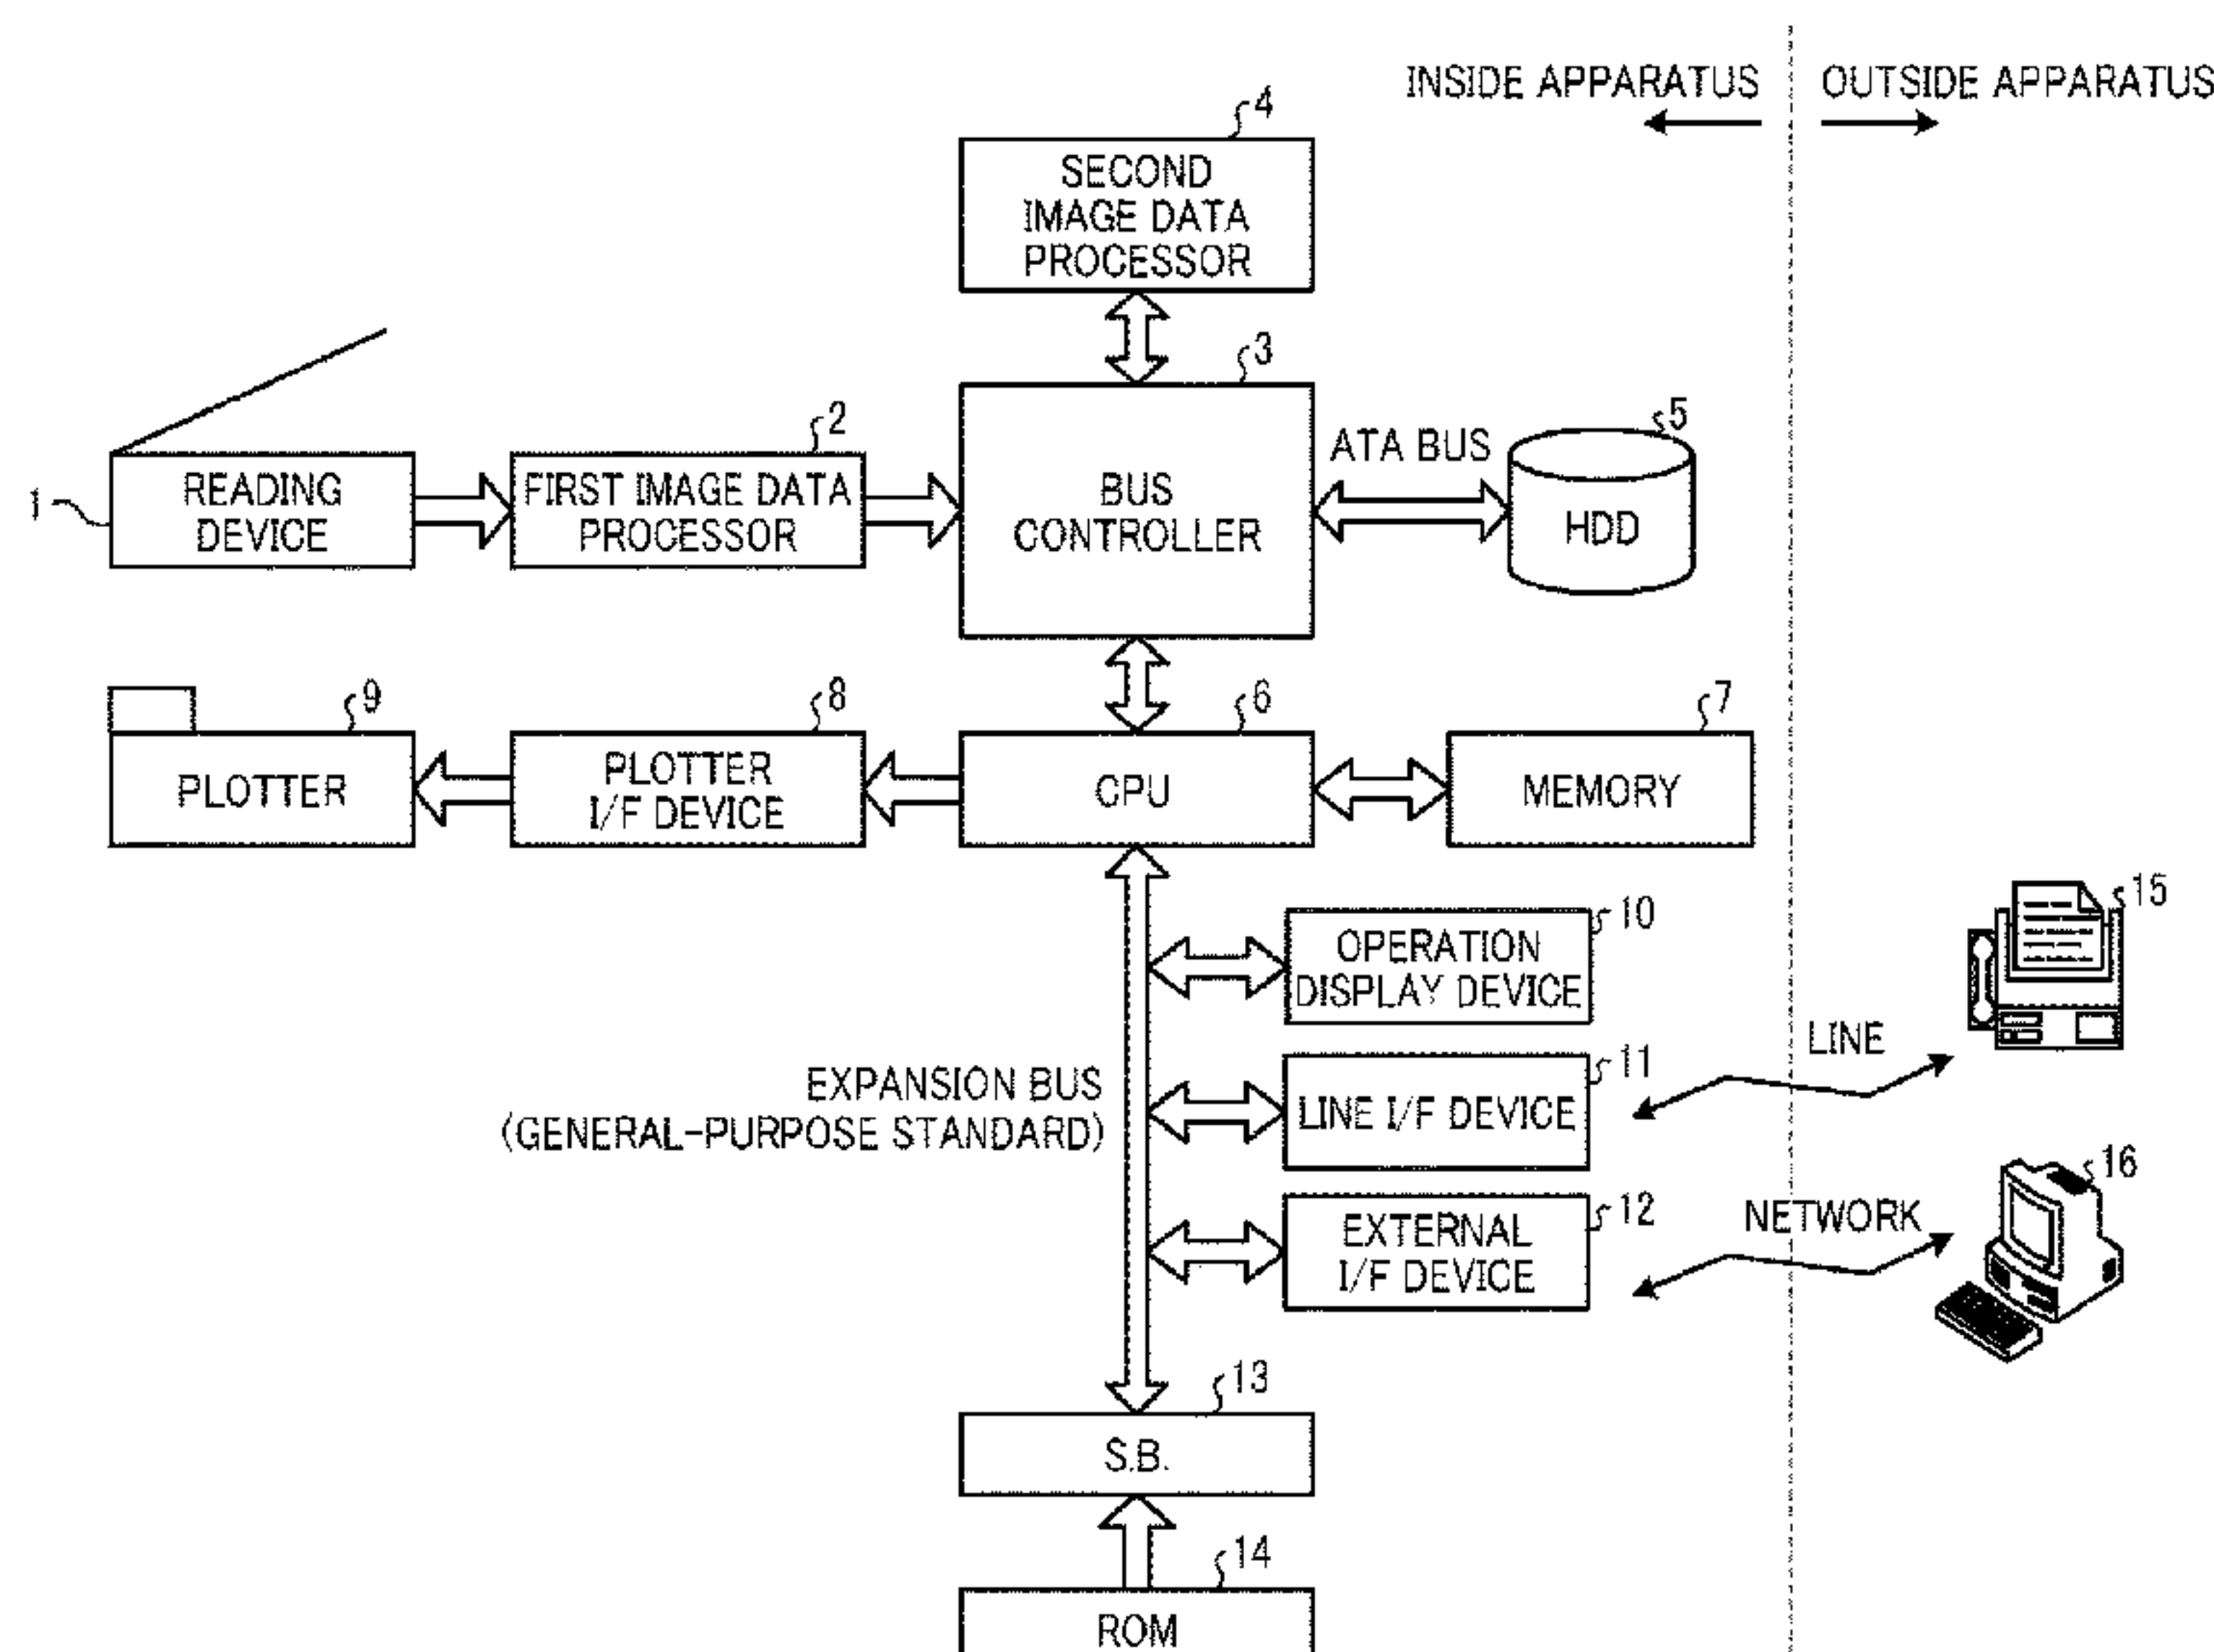 INSIDE APPARATUS
OUTSIDE APPARATUS
4
SECOND
IMAGE DATA
PROCESSOR
3
BUS
CONTROLLER
1
READING
DEVICE
2
FIRST IMAGE DATA
PROCESSOR
ATA BUS
5
HDD
9
PLOTTER
8
PLOTTER
I/F DEVICE
6
CPU
7
MEMORY
10
OPERATION
DISPLAY DEVICE
15
LINE
EXPANSION BUS
(GENERAL-PURPOSE STANDARD)
11
LINE I/F DEVICE
12
EXTERNAL
I/F DEVICE
NETWORK
16
13
S.B.
14
ROM